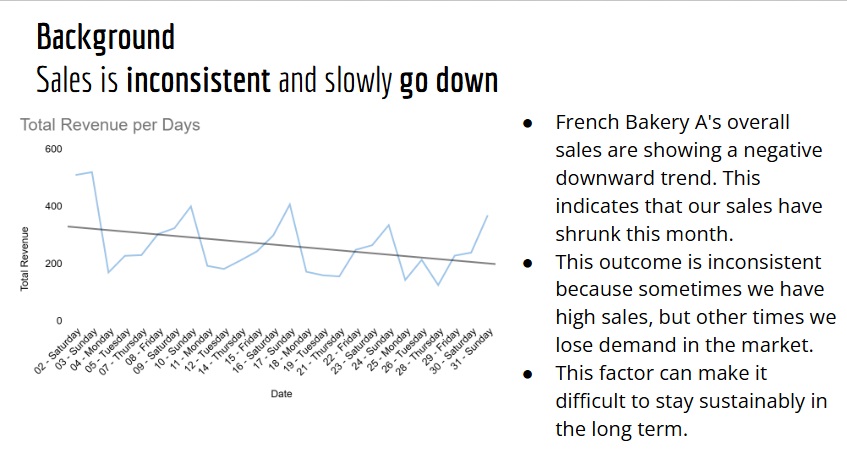 Background
Sales is inconsistent and slowly go down
Total Revenue per Days
600
400
200
0
Total Revenue
02 - Saturday
03 - Sunday
04 - Monday
05 - Tuesday
07 - Thursday
08 - Friday
09 - Saturday
10 - Sunday
11 - Monday
12 - Tuesday
14 - Thursday
15 - Friday
16 - Saturday
17 - Sunday
18 - Monday
19 - Tuesday
21 - Thursday
22 - Friday
23 - Saturday
24 - Sunday
25 - Monday
26 - Tuesday
28 - Thursday
29 - Friday
30 - Saturday
31 - Sunday
Date
● French Bakery A's overall
sales are showing a negative
downward trend. This
indicates that our sales have
shrunk this month.
● This outcome is inconsistent
because sometimes we have
high sales, but other times we
lose demand in the market.
● This factor can make it
difficult to stay sustainably in
the long term.